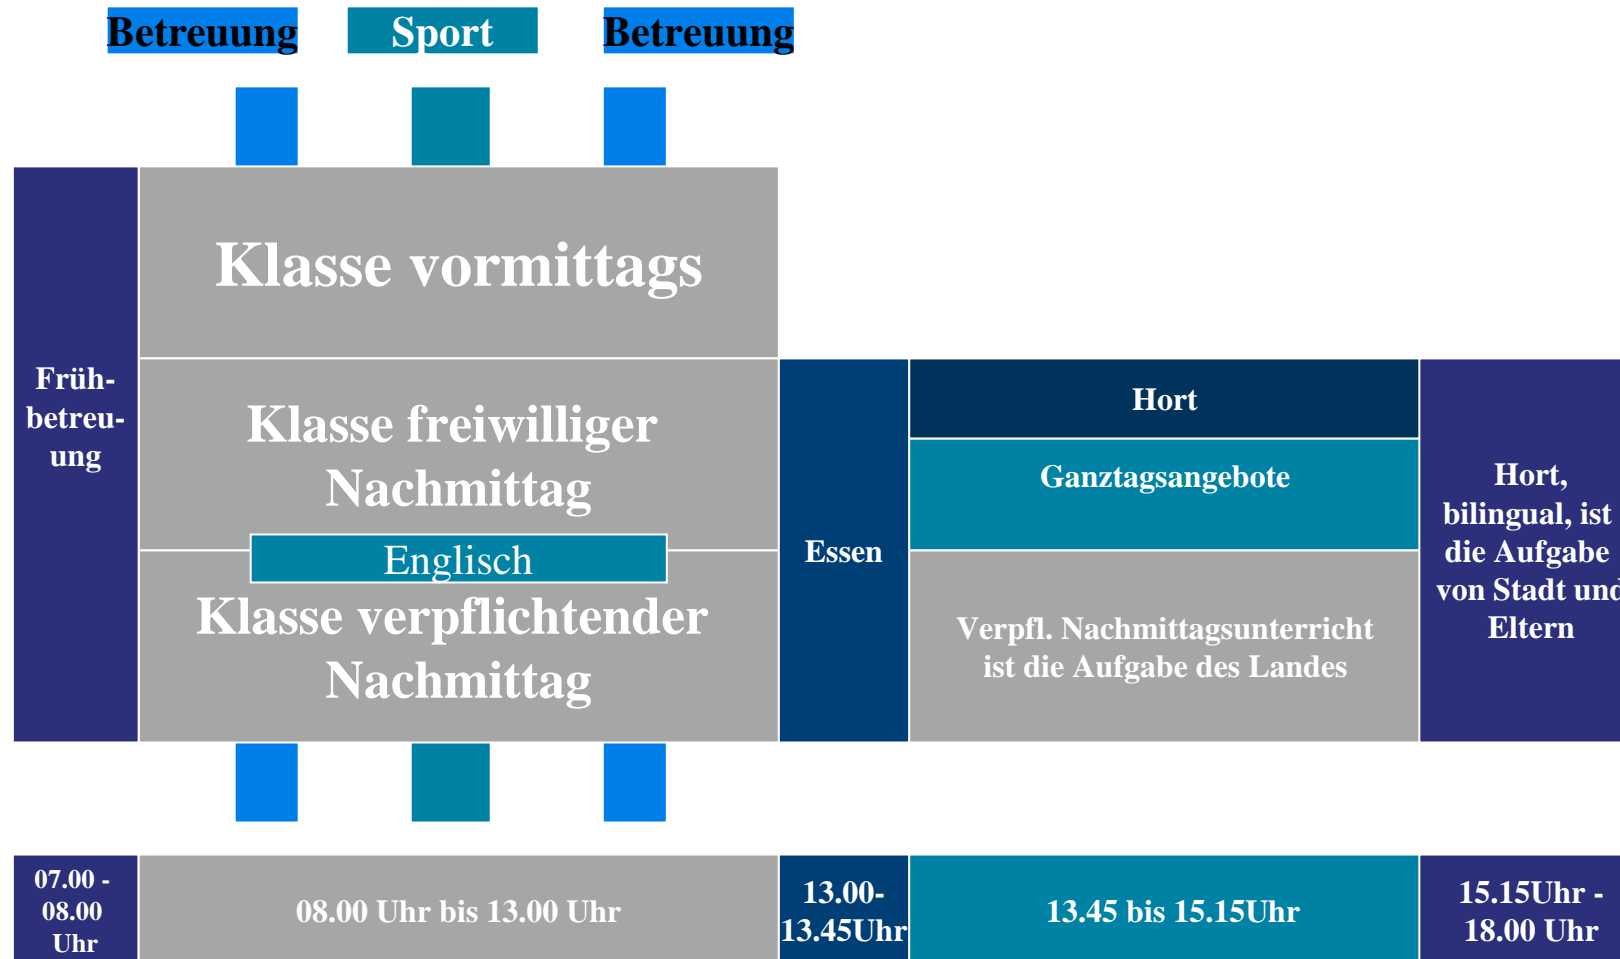 Betreuung
Sport
Betreuung
Klasse vormittags
Früh-
betreu-
ung
Klasse freiwilliger
Nachmittag
Englisch
Klasse verpflichtender
Nachmittag
Essen
Hort
Ganztagsangebote
Verpfl. Nachmittagsunterricht
ist die Aufgabe des Landes
Hort,
bilingual, ist
die Aufgabe
von Stadt und
Eltern
07.00 -
08.00
Uhr
08.00 Uhr bis 13.00 Uhr
13.00-
13.45Uhr
13.45 bis 15.15Uhr
15.15Uhr -
18.00 Uhr